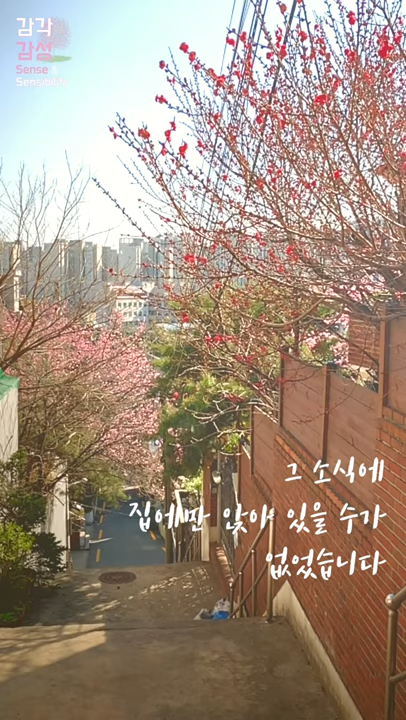 감각
감성
Sense
Sensibility
그 소식에
집에만 앉아 있을 수가
없었습니다